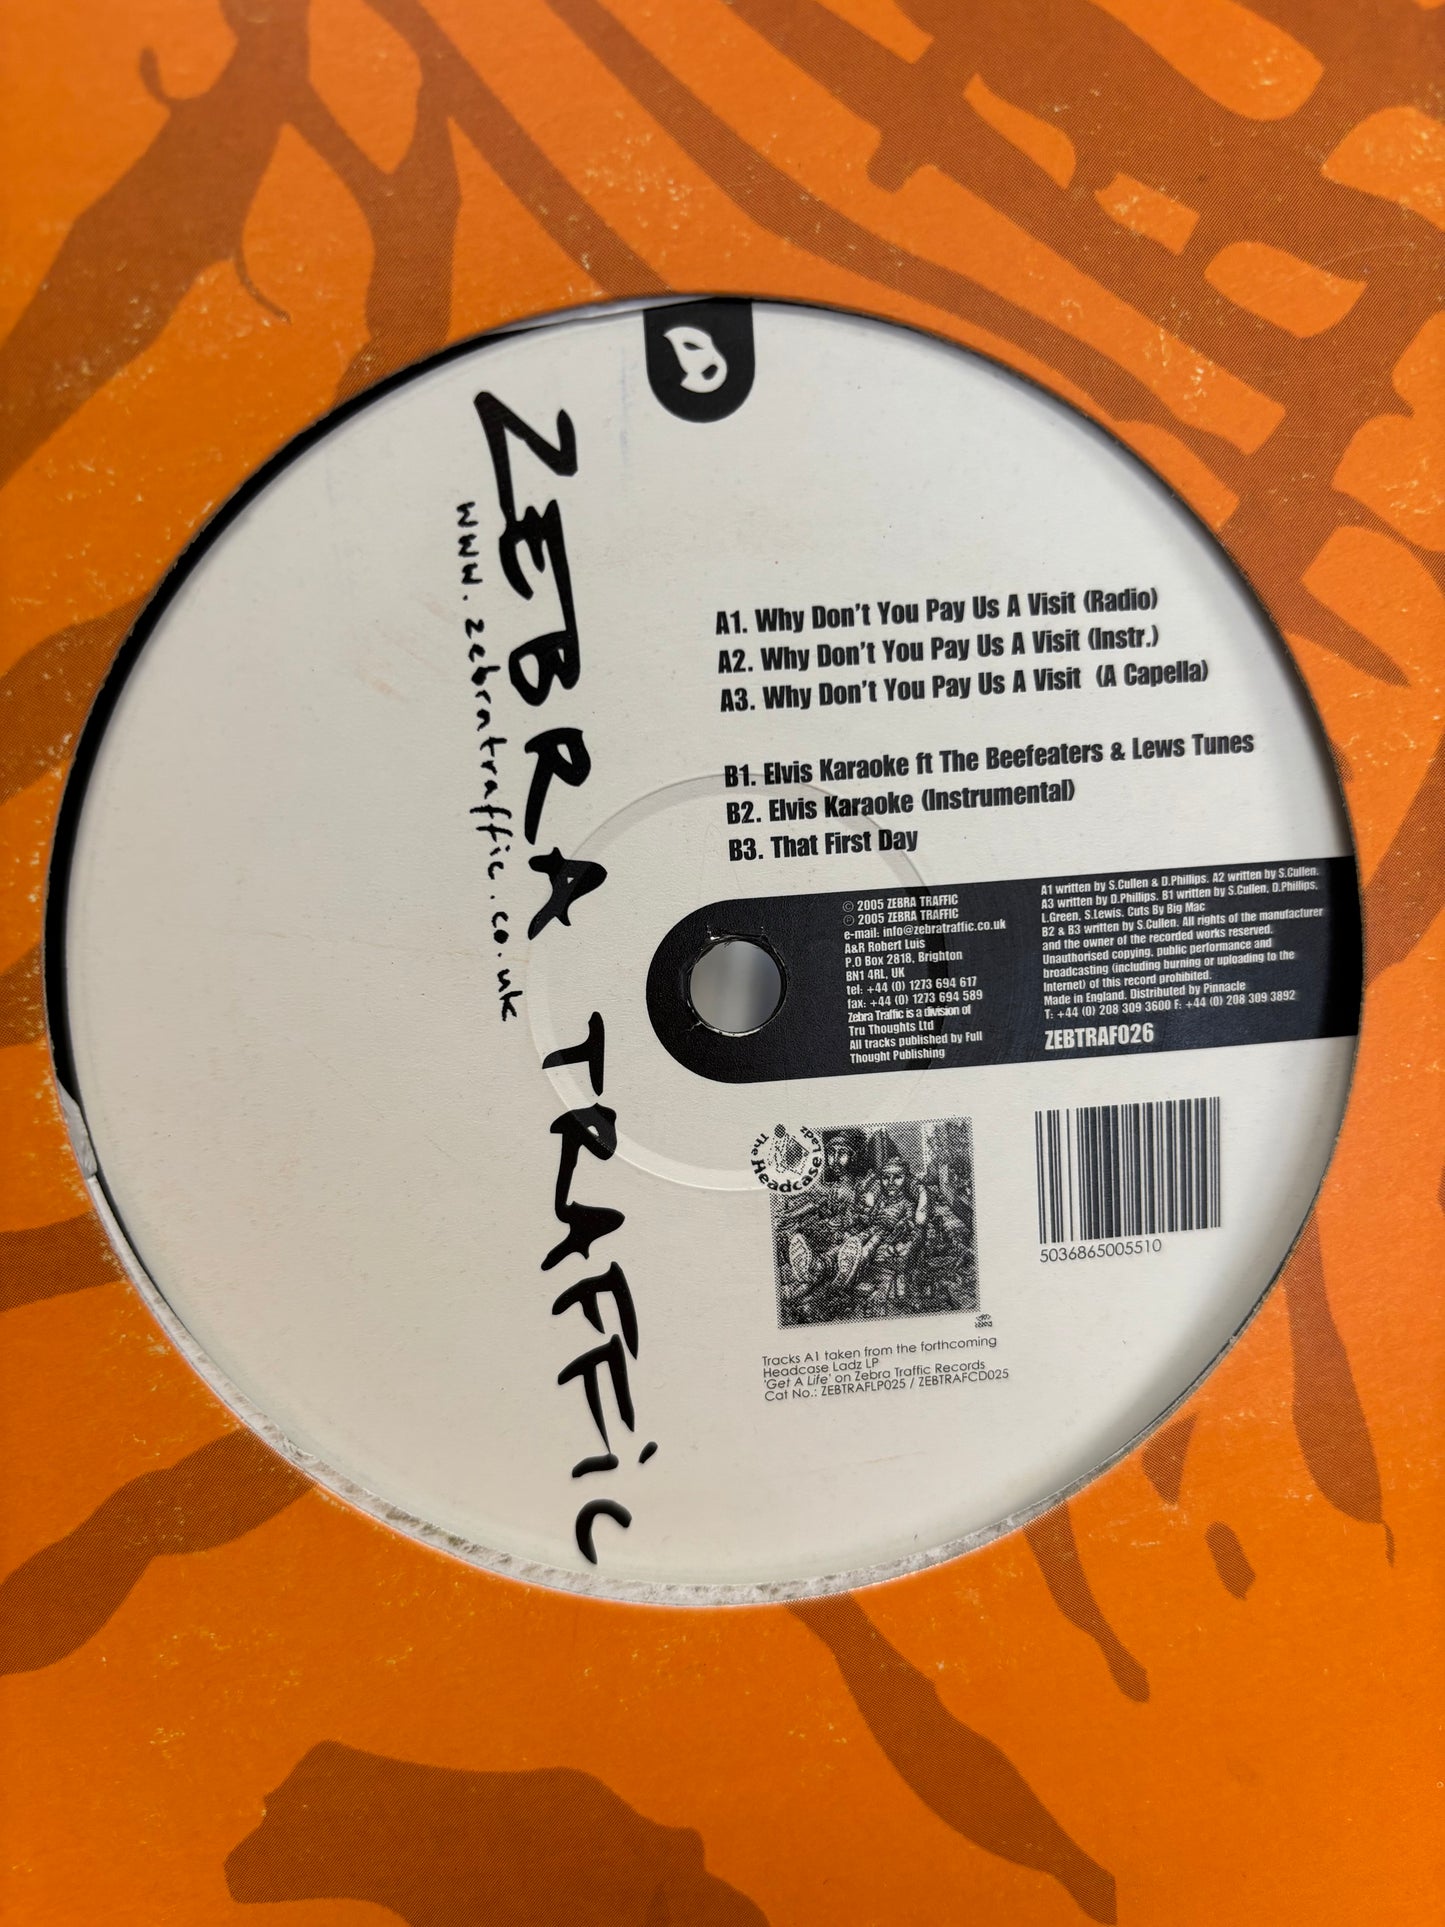 ZEBRA TRAFFIC
www.zebratraffic.co.uk
A1. Why Don't You Pay Us A Visit (Radio)
A2. Why Don't You Pay Us A Visit (Instr.)
A3. Why Don't You Pay Us A Visit (A Capella)
B1. Elvis Karaoke ft The Beefeaters & Lews Tunes
B2. Elvis Karaoke (Instrumental)
B3. That First Day
© 2005 ZEBRA TRAFFIC
℗ 2005 ZEBRA TRAFFIC
e-mail: info@zebratraffic.co.uk
A&R Robert Luis
P.O Box 2818, Brighton
BN1 4RL, UK
tel: +44 (0) 1273 694 617
fax: +44 (0) 1273 694 589
Zebra Traffic is a division of
Tru Thoughts Ltd
All tracks published by Full
Thought Publishing
A1 written by S.Cullen & D.Phillips. A2 written by S.Cullen.
A3 written by D.Phillips. B1 written by S.Cullen, D.Phillips,
L.Green, S.Lewis. Cuts By Big Mac
B2 & B3 written by S.Cullen. All rights of the manufacturer
and the owner of the recorded works reserved.
Unauthorised copying, public performance and
broadcasting (including burning or uploading to the
Internet) of this record prohibited.
Made in England. Distributed by Pinnacle
T: +44 (0) 208 309 3600 F: +44 (0) 208 309 3892
ZEBTRAF026
The Headcase Ladz
5036865005510
Tracks A1 taken from the forthcoming
Headcase Ladz LP
'Get A Life' on Zebra Traffic Records
Cat No.: ZEBTRAFLP025 / ZEBTRAFCD025